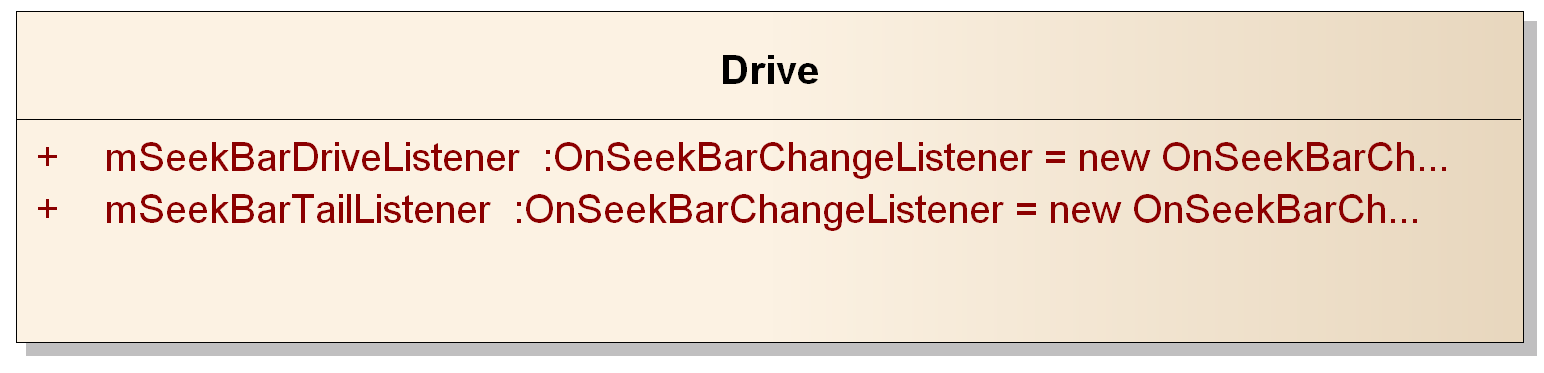 Drive
+ mSeekBarDriveListener :OnSeekBarChangeListener = new OnSeekBarCh...
+ mSeekBarTailListener :OnSeekBarChangeListener = new OnSeekBarCh...